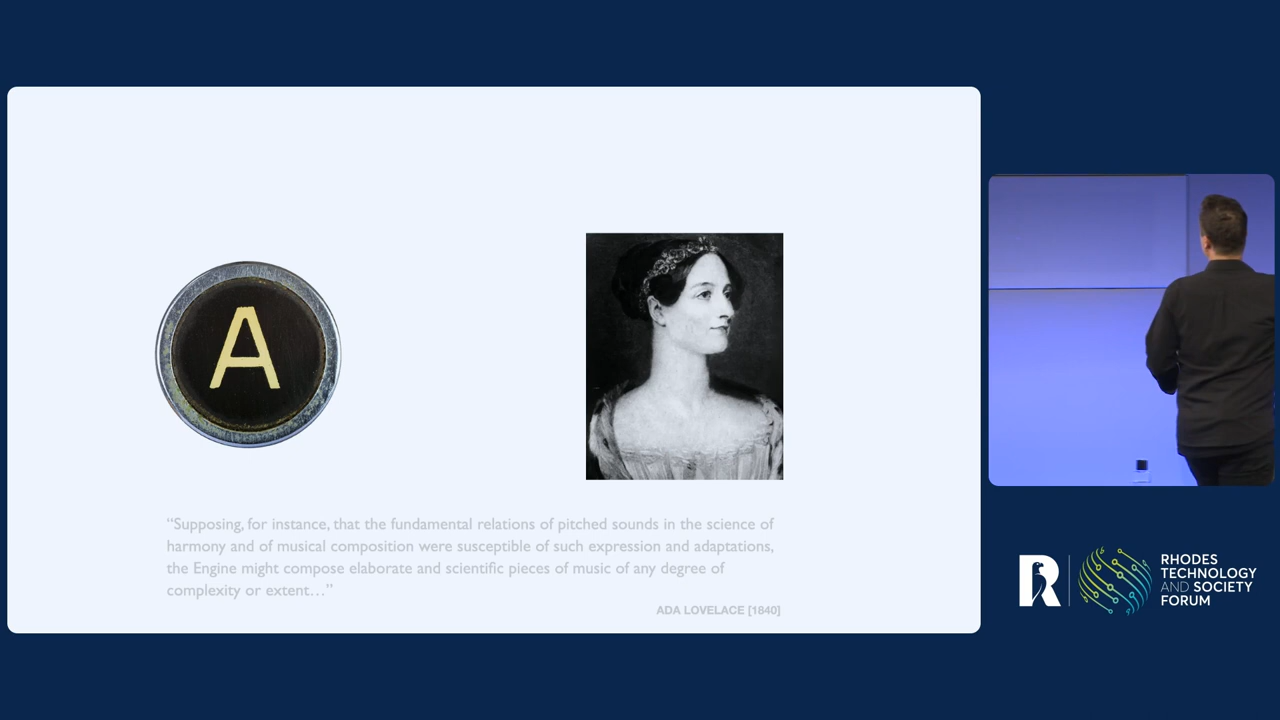 A
“Supposing, for instance, that the fundamental relations of pitched sounds in the science of
harmony and of musical composition were susceptible of such expression and adaptations,
the Engine might compose elaborate and scientific pieces of music of any degree of
complexity or extent…”
ADA LOVELACE [1840]
R
RHODES
TECHNOLOGY
AND SOCIETY
FORUM